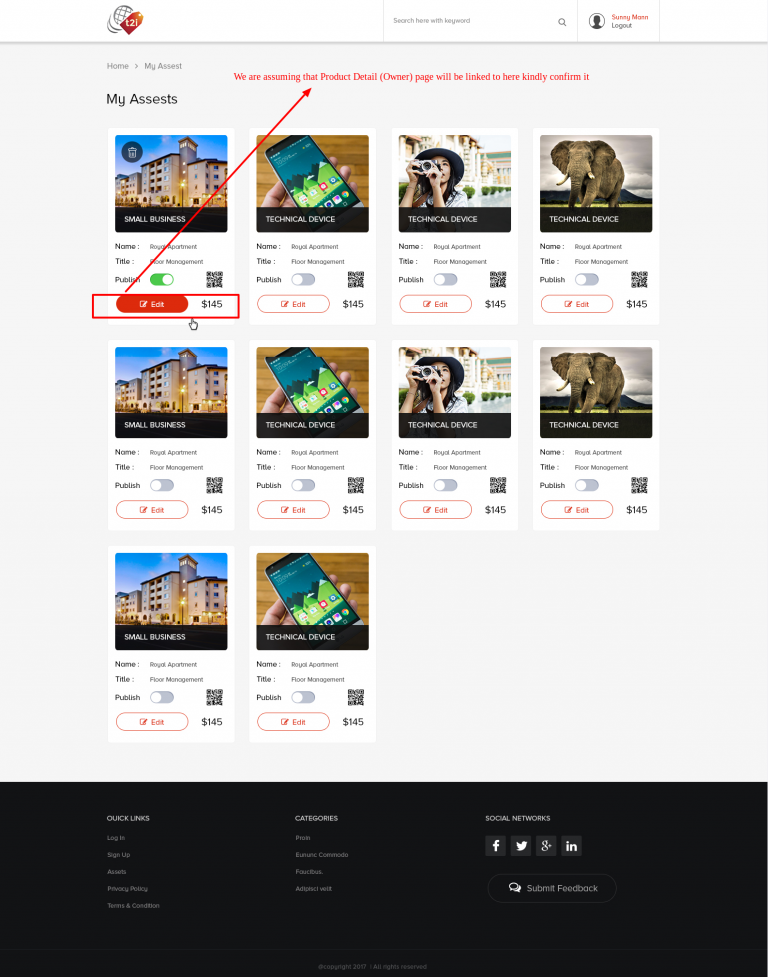 t2i
Search here with keyword
Sunny Mann
Logout
Home > My Assest
We are assuming that Product Detail (Owner) page will be linked to here kindly confirm it
My Assests
SMALL BUSINESS
Name : Royal Apartment
Title : Floor Management
Publish
Edit $145
TECHNICAL DEVICE
Name : Royal Apartment
Title : Floor Management
Publish
Edit $145
TECHNICAL DEVICE
Name : Royal Apartment
Title : Floor Management
Publish
Edit $145
TECHNICAL DEVICE
Name : Royal Apartment
Title : Floor Management
Publish
Edit $145
SMALL BUSINESS
Name : Royal Apartment
Title : Floor Management
Publish
Edit $145
TECHNICAL DEVICE
Name : Royal Apartment
Title : Floor Management
Publish
Edit $145
TECHNICAL DEVICE
Name : Royal Apartment
Title : Floor Management
Publish
Edit $145
TECHNICAL DEVICE
Name : Royal Apartment
Title : Floor Management
Publish
Edit $145
SMALL BUSINESS
Name : Royal Apartment
Title : Floor Management
Publish
Edit $145
TECHNICAL DEVICE
Name : Royal Apartment
Title : Floor Management
Publish
Edit $145
OUICK LINKS
Log In
Sign Up
Assets
Privacy Policy
Terms & Condition
CATEGORIES
Proin
Eununc Commodo
Faucibus.
Adipisci velit
SOCIAL NETWORKS
Submit Feedback
@copyright 2017 | All rights reserved